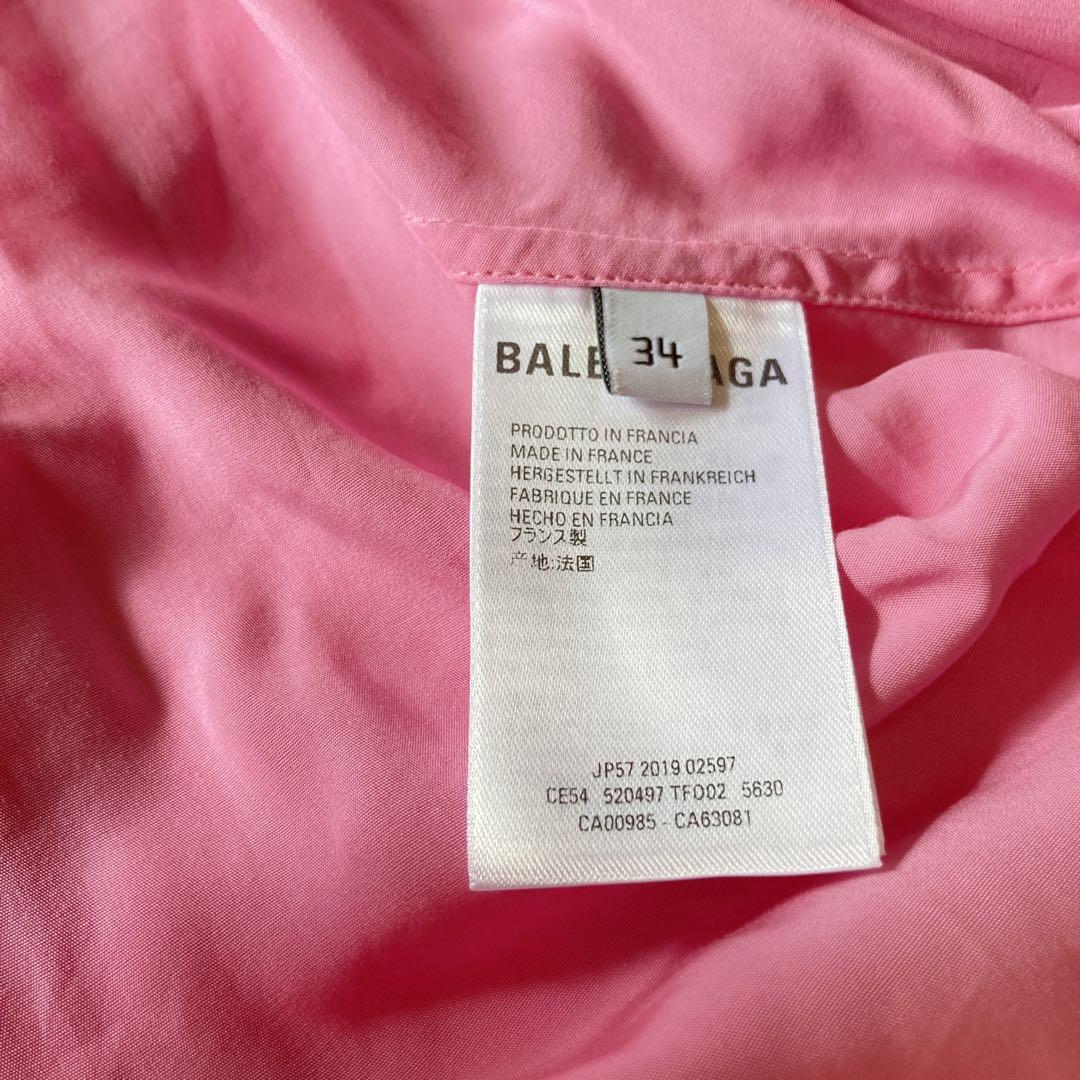 34
BALE AGA
PRODOTTO IN FRANCIA
MADE IN FRANCE
HERGESTELLT IN FRANKREICH
FABRIQUE EN FRANCE
HECHO EN FRANCIA
フランス製
产地:法国
JP57 2019 02597
CE54 520497 TFO02 5630
CA00985 - CA63081